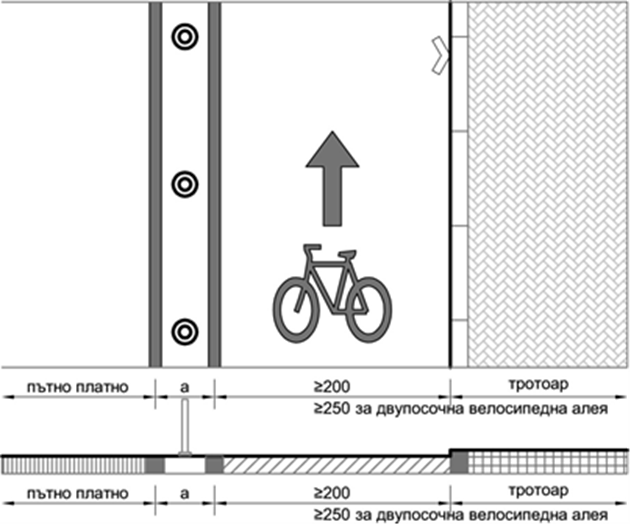 пътно платно a ≥200 тротоар
≥250 за двупосочна велосипедна алея
пътно платно a ≥200 тротоар
≥250 за двупосочна велосипедна алея